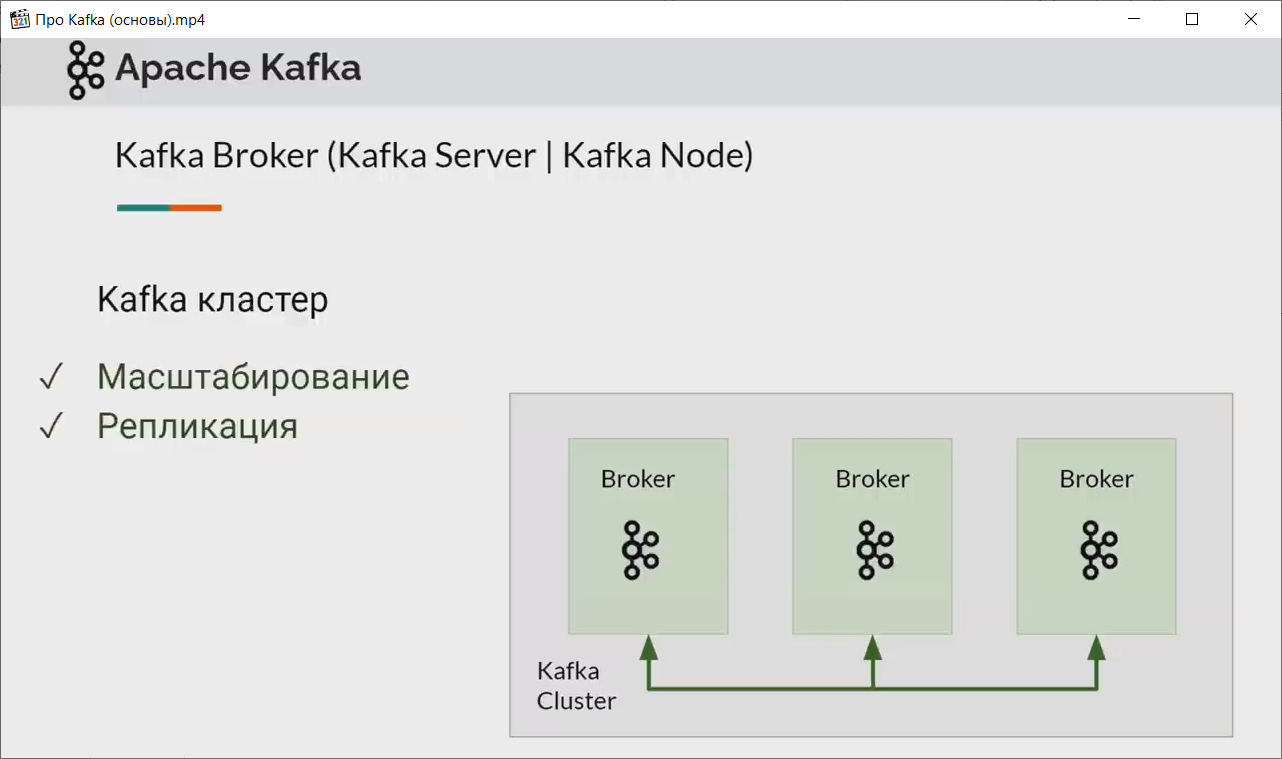 Про Kafka (основы).mp4
Apache Kafka
Kafka Broker (Kafka Server | Kafka Node)
Kafka кластер
✓ Масштабирование
✓ Репликация
Broker Broker Broker
Kafka
Cluster